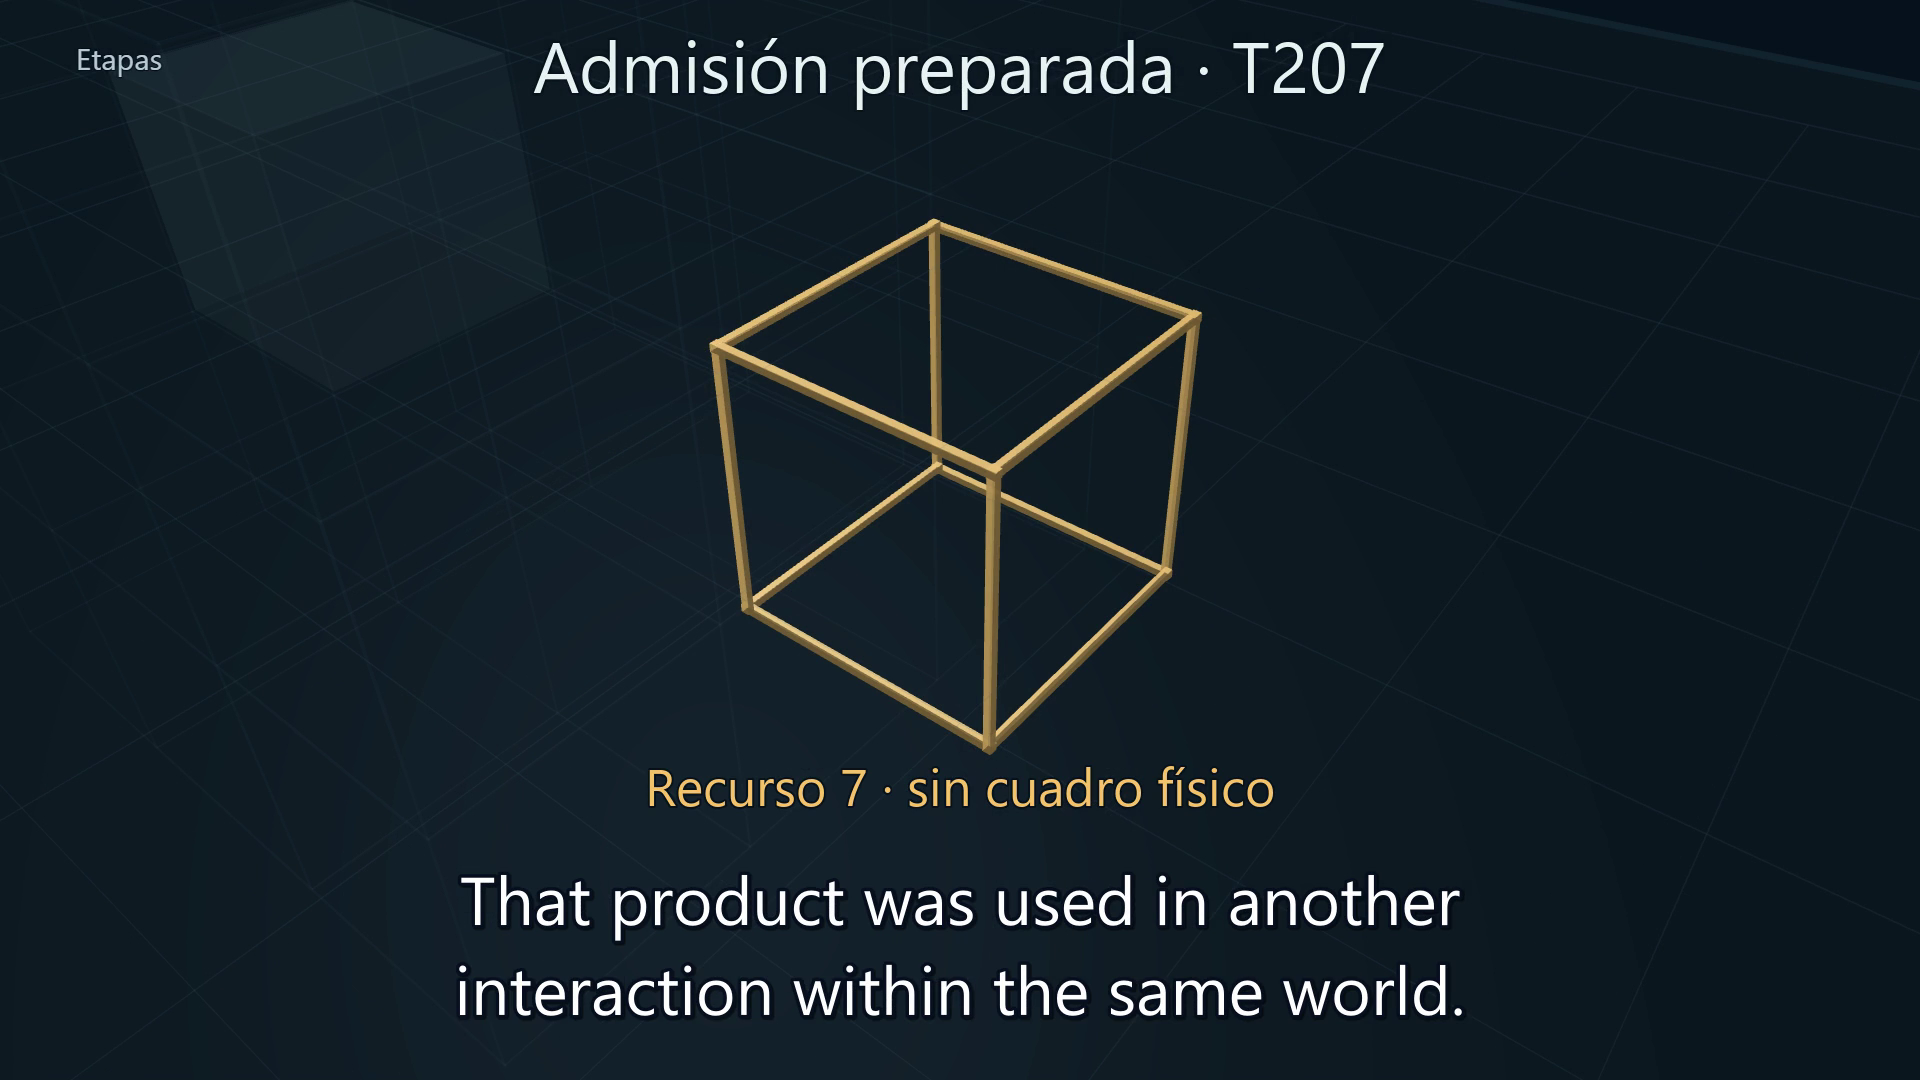 Etapas
Admisión preparada · T207
Recurso 7 · sin cuadro físico
That product was used in another
interaction within the same world.